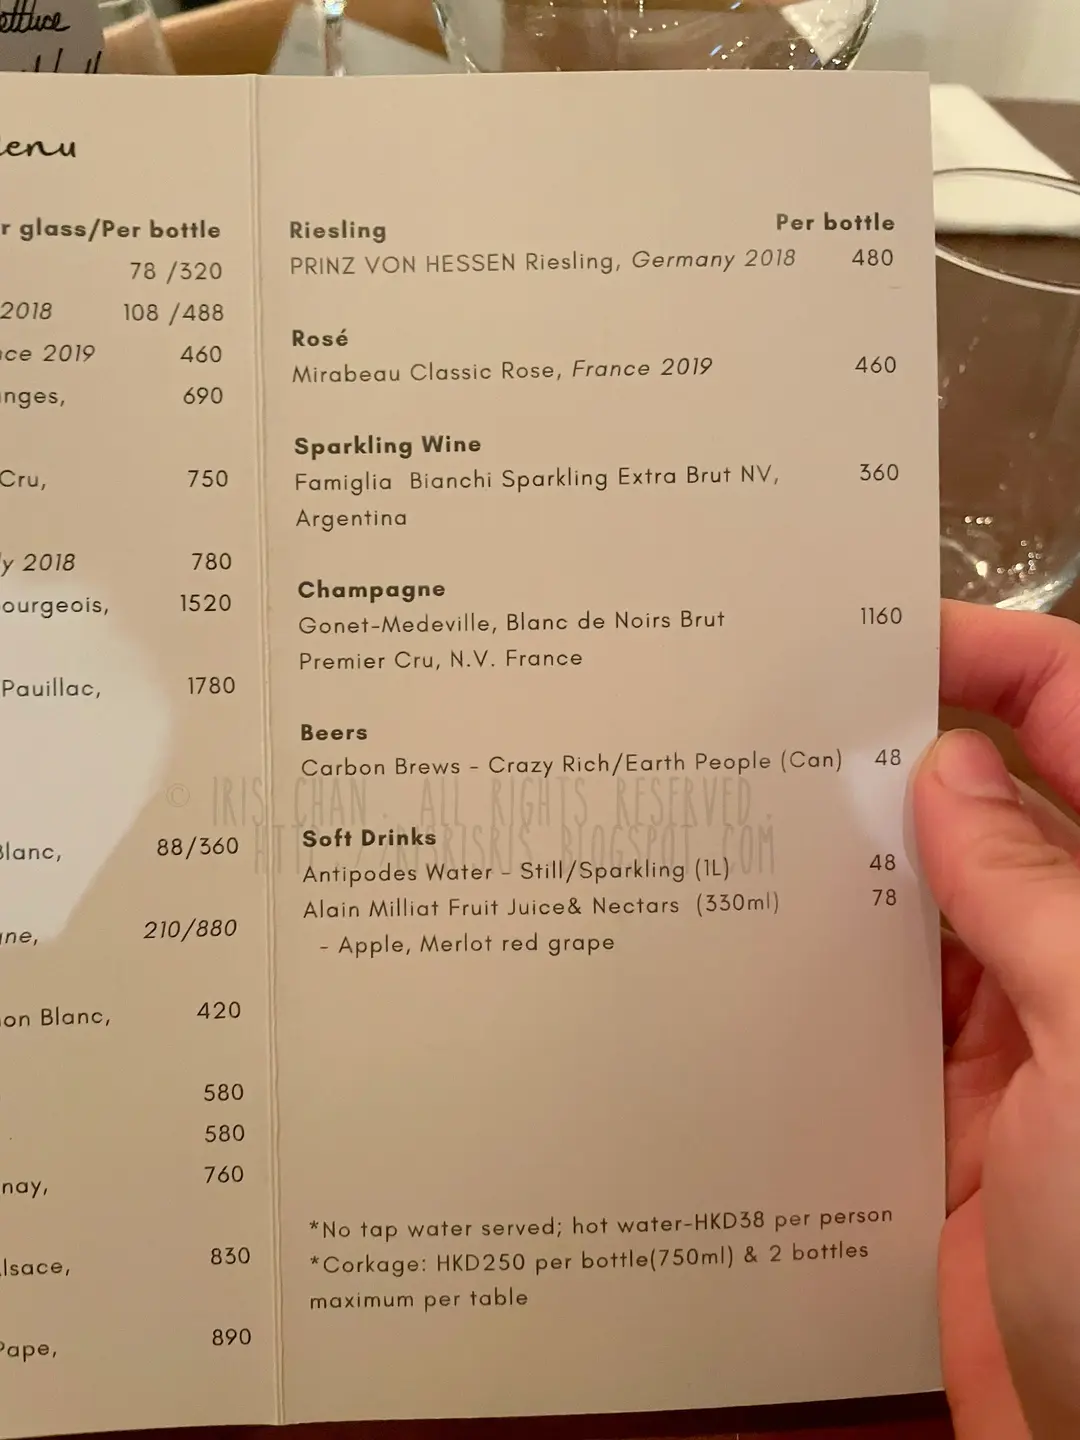 ettuce
enu
r glass/Per bottle
78 /320
2018 108 /488
ce 2019 460
nges, 690
Cru, 750
y 2018 780
ourgeois, 1520
Pauillac, 1780
lanc, 88/360
ne, 210/880
on Blanc, 420
580
580
nay, 760
lsace, 830
Pape, 890
Riesling Per bottle
PRINZ VON HESSEN Riesling, Germany 2018 480
Rosé
Mirabeau Classic Rose, France 2019 460
Sparkling Wine
Famiglia Bianchi Sparkling Extra Brut NV, 360
Argentina
Champagne
Gonet-Medeville, Blanc de Noirs Brut 1160
Premier Cru, N.V. France
Beers
Carbon Brews - Crazy Rich/Earth People (Can) 48
© IRIS CHAN. ALL RIGHTS RESERVED.
Soft Drinks
Antipodes Water - Still/Sparkling (1L) 48
Alain Milliat Fruit Juice& Nectars (330ml) 78
- Apple, Merlot red grape
*No tap water served; hot water-HKD38 per person
*Corkage: HKD250 per bottle(750ml) & 2 bottles
maximum per table